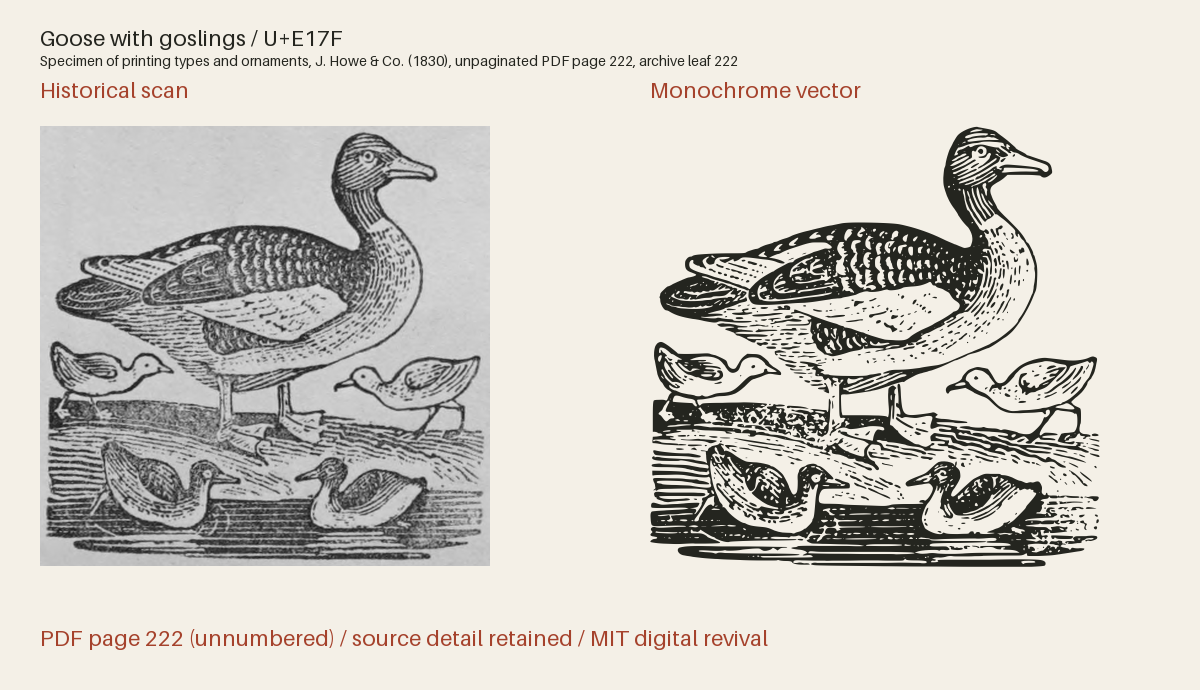 Goose with goslings / U+E17F
Specimen of printing types and ornaments, J. Howe & Co. (1830), unpaginated PDF page 222, archive leaf 222
Historical scan
Monochrome vector
PDF page 222 (unnumbered) / source detail retained / MIT digital revival